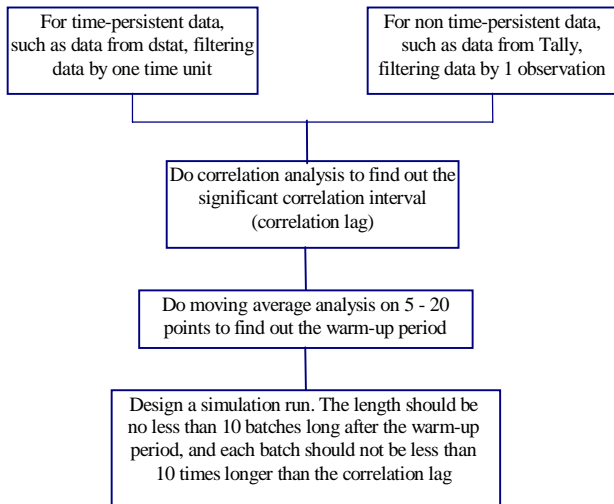 For time-persistent data,
such as data from dstat, filtering
data by one time unit
For non time-persistent data,
such as data from Tally,
filtering data by 1 observation
Do correlation analysis to find out the
significant correlation interval
(correlation lag)
Do moving average analysis on 5 - 20
points to find out the warm-up period
Design a simulation run. The length should be
no less than 10 batches long after the warm-up
period, and each batch should not be less than
10 times longer than the correlation lag